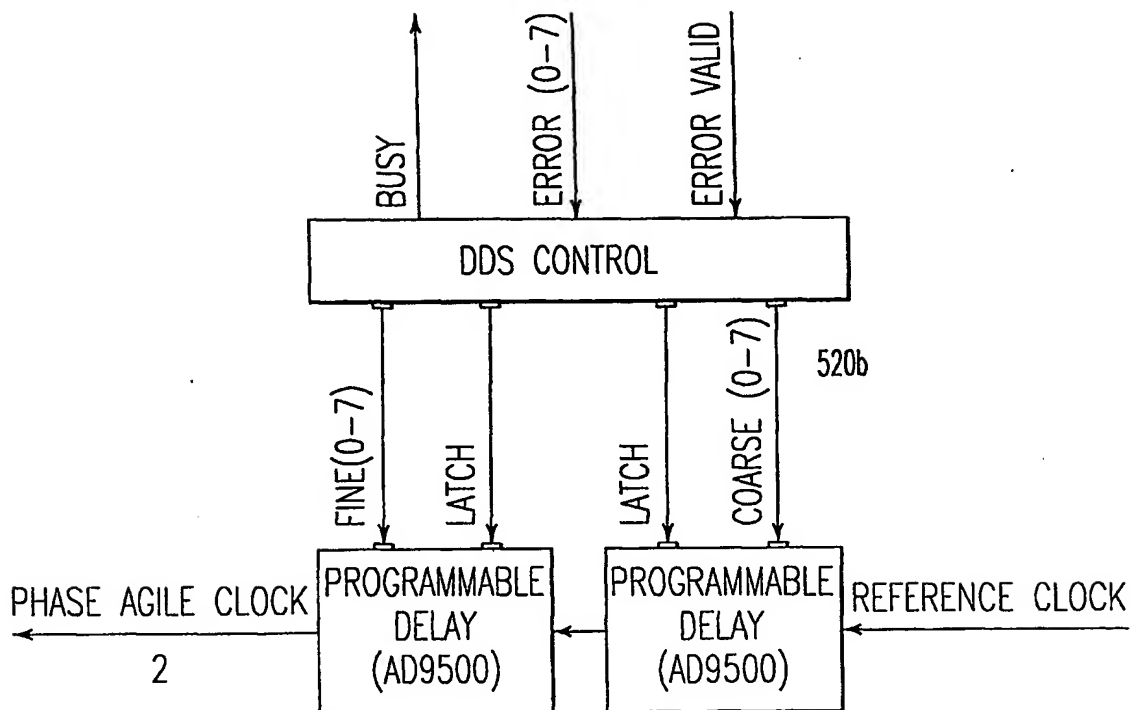 BUSY
ERROR (0-7)
ERROR VALID
DDS CONTROL
FINE(0-7)
LATCH
LATCH
COARSE (0-7)
520b
PHASE AGILE CLOCK
2
PROGRAMMABLE
DELAY
(AD9500)
PROGRAMMABLE
DELAY
(AD9500)
REFERENCE CLOCK